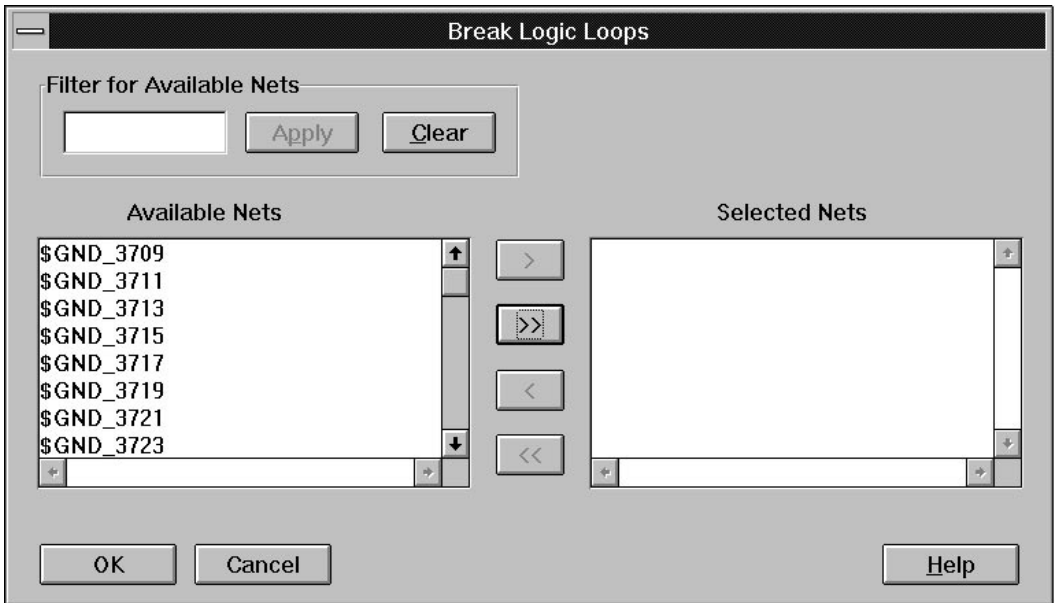 Break Logic Loops
Filter for Available Nets
Apply Clear
Available Nets
Selected Nets
$GND_3709
$GND_3711
$GND_3713
$GND_3715
$GND_3717
$GND_3719
$GND_3721
$GND_3723
>
>>
<
<<
OK Cancel Help